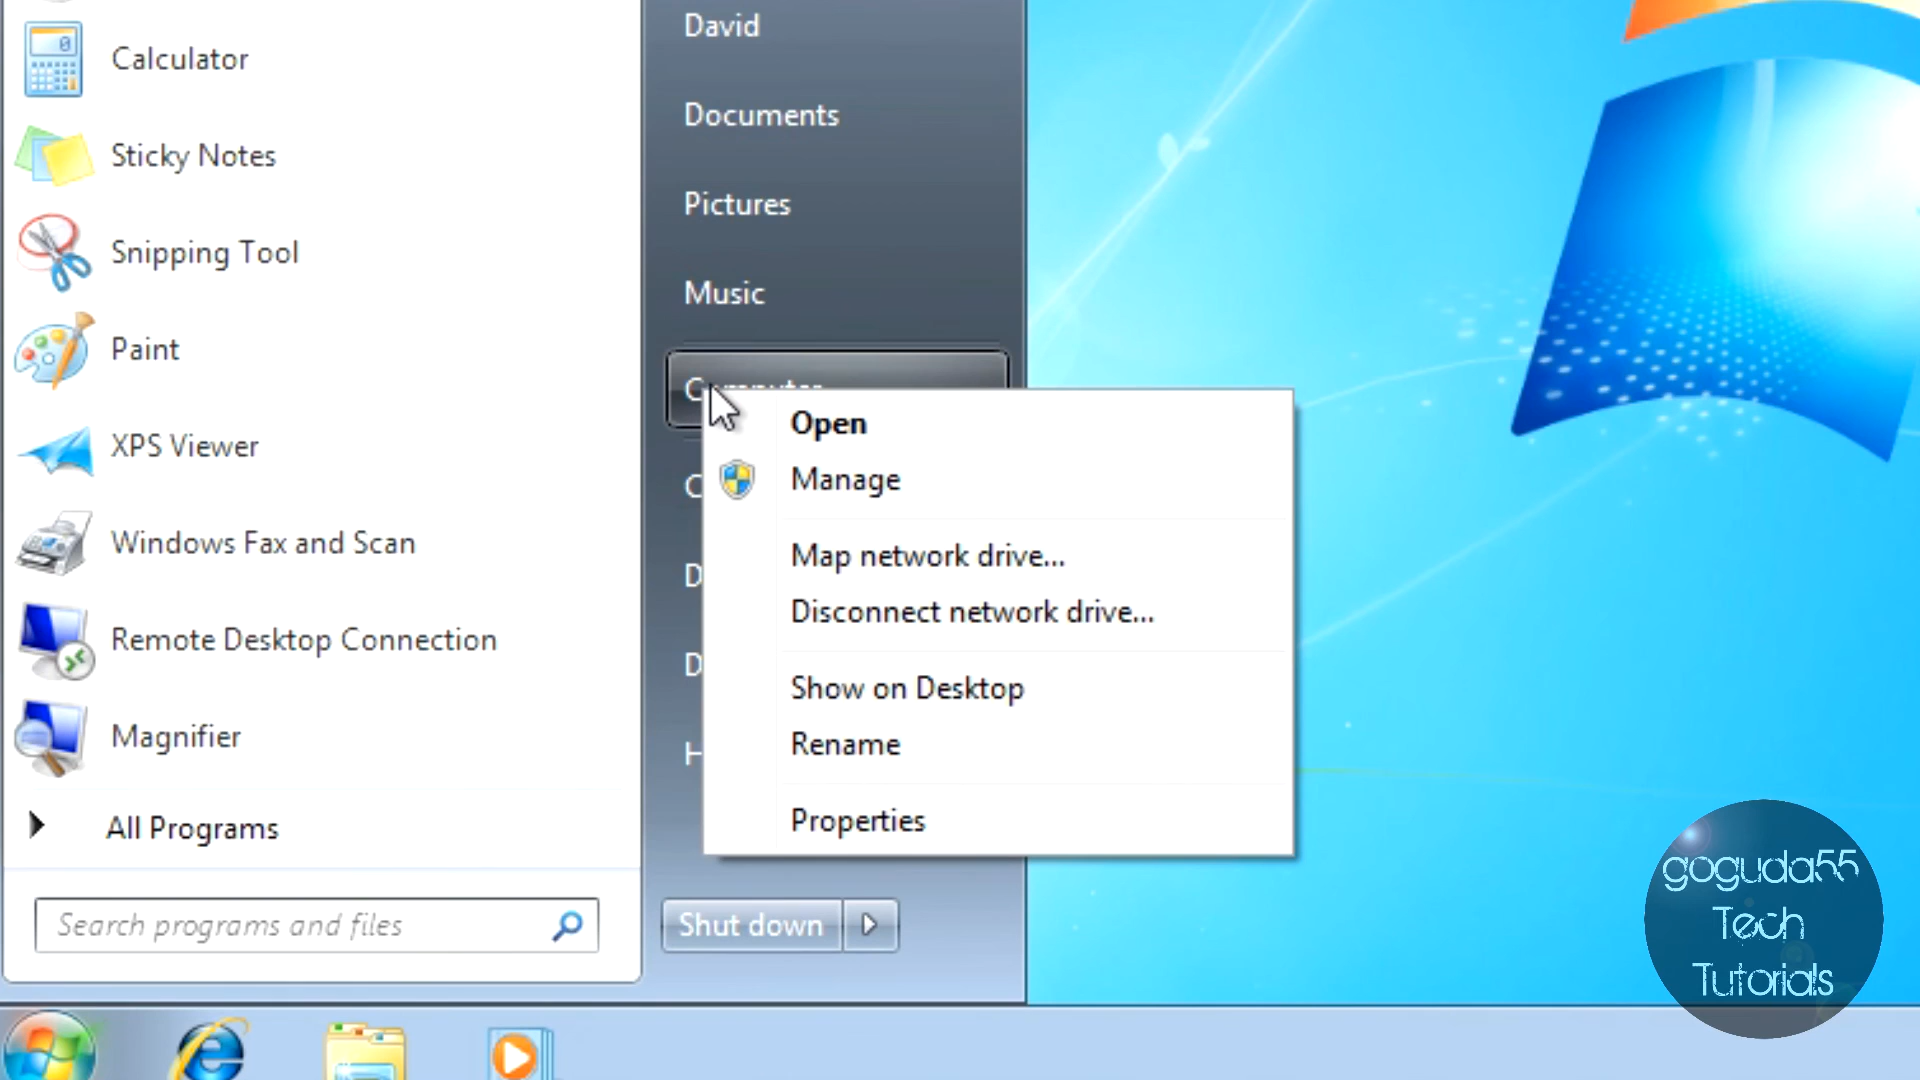 Calculator
Sticky Notes
Snipping Tool
Paint
XPS Viewer
Windows Fax and Scan
Remote Desktop Connection
Magnifier
All Programs
Search programs and files
David
Documents
Pictures
Music
Computer
Open
Manage
Map network drive...
Disconnect network drive...
Show on Desktop
Rename
Properties
Shut down
goguda55
Tech
Tutorials